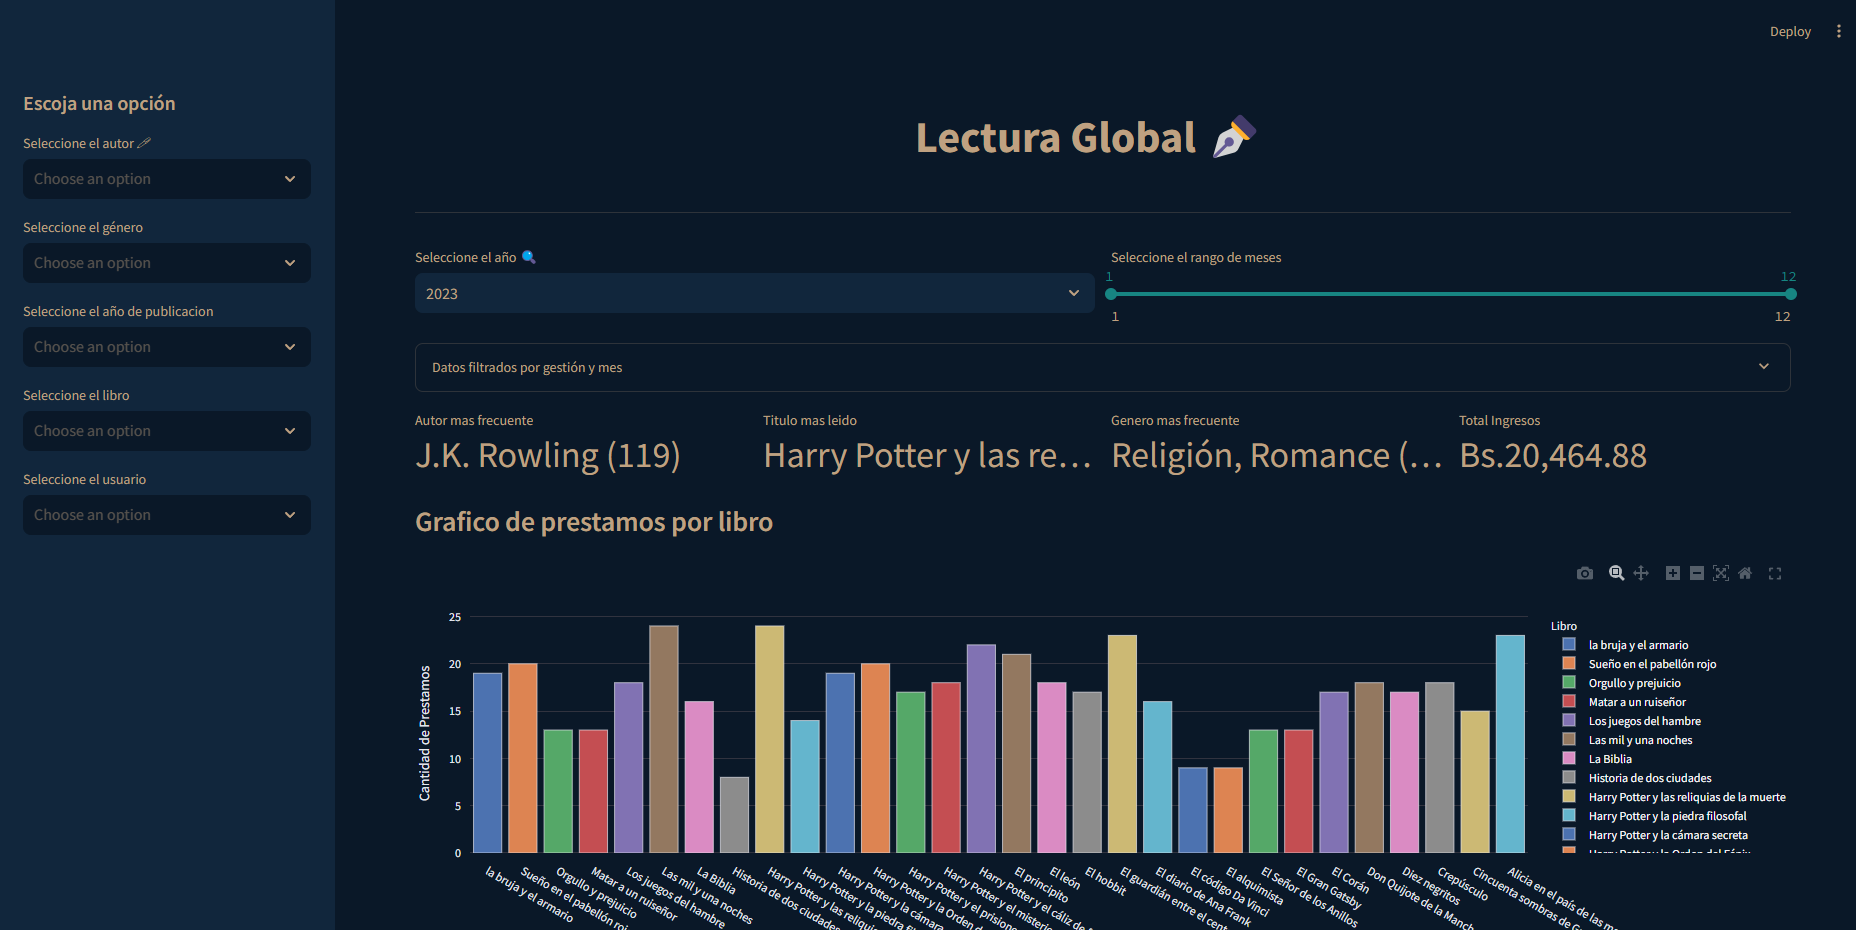 Deploy
Escoja una opción
Seleccione el autor
Choose an option
Seleccione el género
Choose an option
Seleccione el año de publicacion
Choose an option
Seleccione el libro
Choose an option
Seleccione el usuario
Choose an option
Lectura Global
Seleccione el año
2023
Seleccione el rango de meses
1 12
1 12
Datos filtrados por gestión y mes
Autor mas frecuente
J.K. Rowling (119)
Titulo mas leido
Harry Potter y las re…
Genero mas frecuente
Religión, Romance (…
Total Ingresos
Bs.20,464.88
Grafico de prestamos por libro
Cantidad de Prestamos
25
20
15
10
5
0
la bruja y el armario
Sueño en el pabellón roj
Orgullo y prejuicio
Matar a un ruiseñor
Los juegos del hambre
Las mil y una noches
La Biblia
Historia de dos ciudades
Harry Potter y las reliqu
Harry Potter y la piedra f
Harry Potter y la cámara
Harry Potter y la Orden d
Harry Potter y el prision
Harry Potter y el misteri
Harry Potter y el cáliz de
El principito
El león
El hobbit
El guardián entre el cent
El diario de Ana Frank
El código Da Vinci
El alquimista
El Señor de los Anillos
El Gran Gatsby
El Corán
Don Quijote de la Manch
Diez negritos
Crepúsculo
Cincuenta sombras de G
Alicia en el país de las m
Libro
la bruja y el armario
Sueño en el pabellón rojo
Orgullo y prejuicio
Matar a un ruiseñor
Los juegos del hambre
Las mil y una noches
La Biblia
Historia de dos ciudades
Harry Potter y las reliquias de la muerte
Harry Potter y la piedra filosofal
Harry Potter y la cámara secreta
Harry Potter y la Orden del Fénix